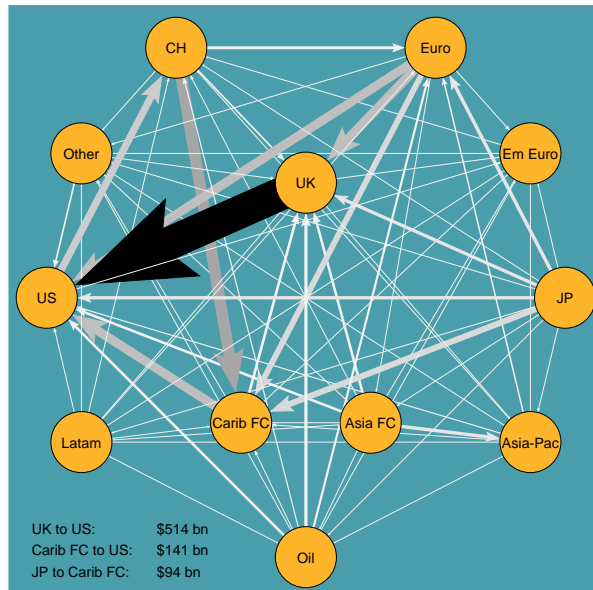 CH
Euro
Other
Em Euro
UK
US
JP
Carib FC
Asia FC
Latam
Asia-Pac
Oil
UK to US: $514 bn
Carib FC to US: $141 bn
JP to Carib FC: $94 bn